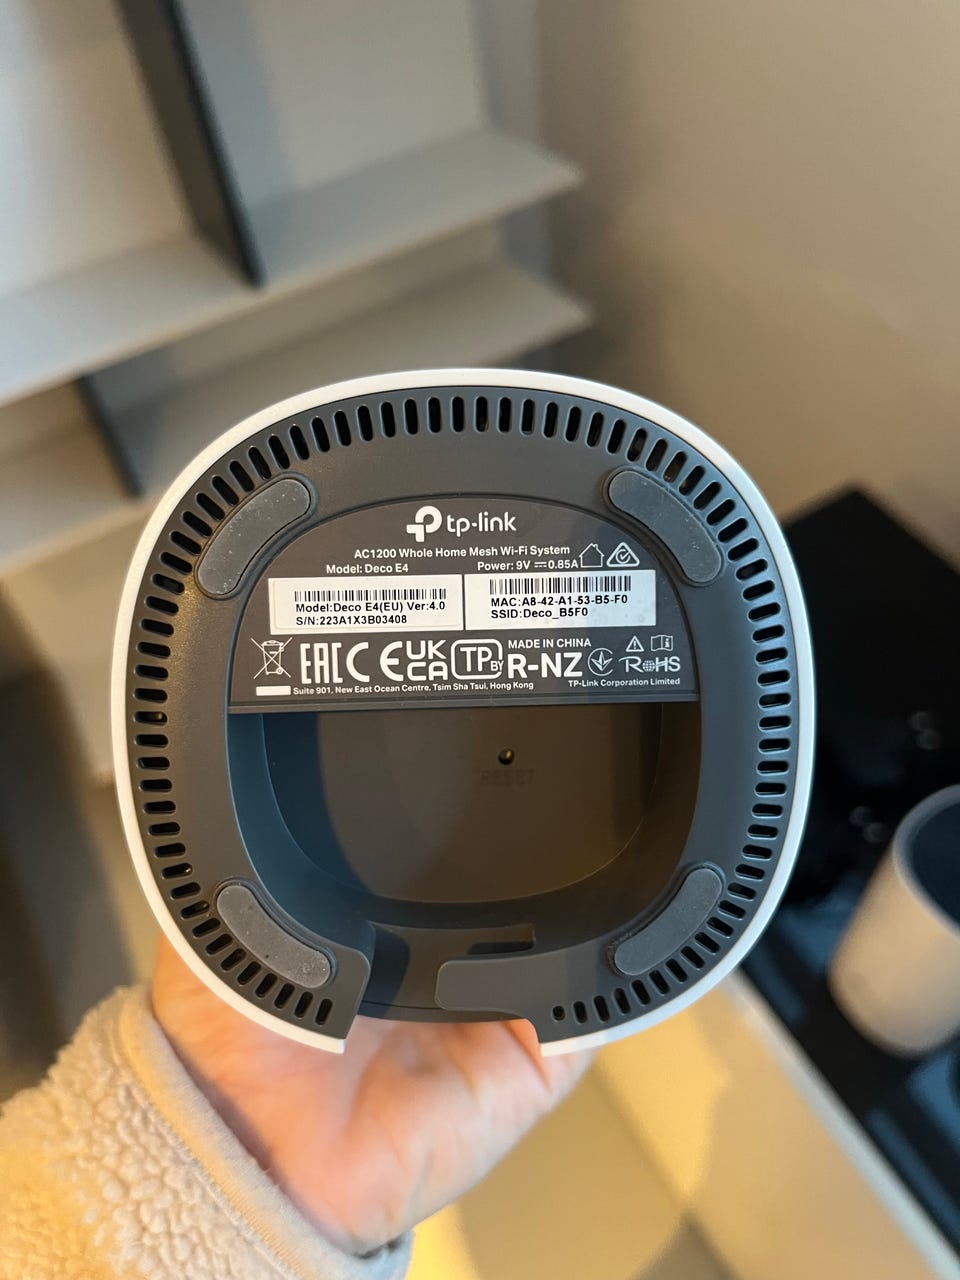 tp-link
AC1200 Whole Home Mesh Wi-Fi System
Model: Deco E4 Power: 9V ⎓ 0.85A
Model:Deco E4(EU) Ver:4.0
S/N:223A1X3B03408
MAC:A8-42-A1-53-B5-F0
SSID:Deco_B5F0
EAC CE UKCA TP BY R-NZ RoHS
MADE IN CHINA
Suite 901, New East Ocean Centre, Tsim Sha Tsui, Hong Kong
TP-Link Corporation Limited
RESET